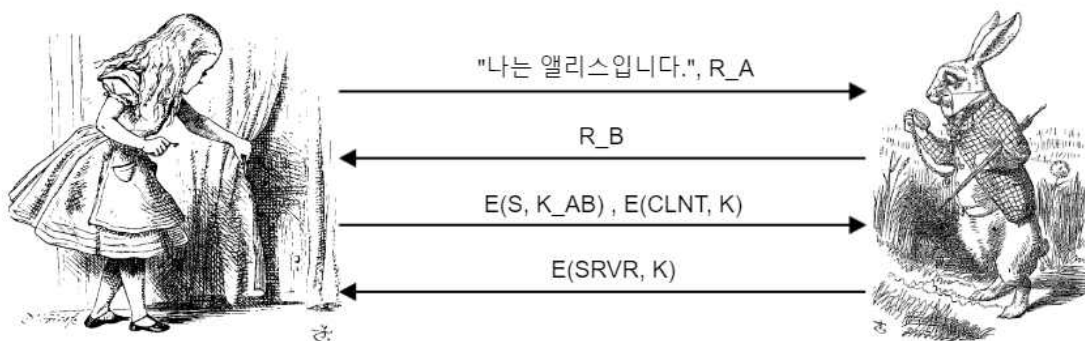 "나는 앨리스입니다.", R_A
R_B
E(S, K_AB) , E(CLNT, K)
E(SRVR, K)